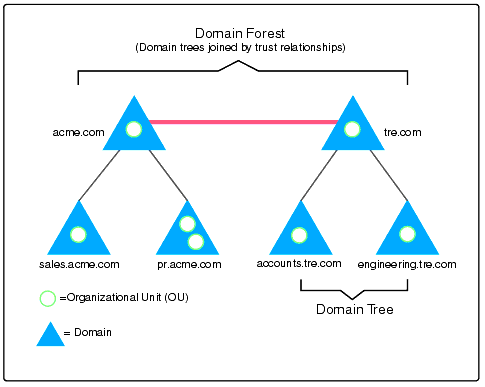 Domain Forest
(Domain trees joined by trust relationships)
acme.com
tre.com
sales.acme.com
pr.acme.com
accounts.tre.com
engineering.tre.com
=Organizational Unit (OU)
Domain Tree
= Domain